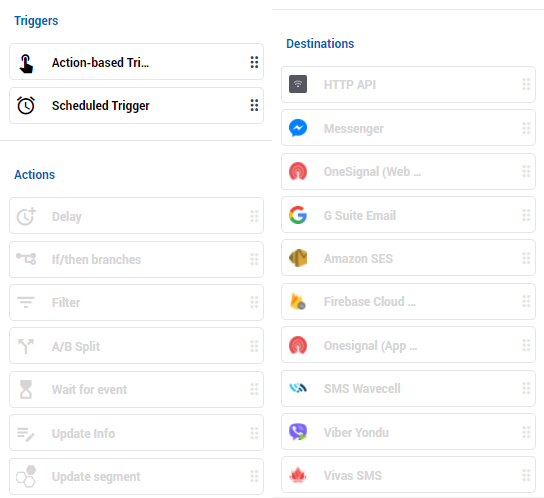 Triggers
Action-based Tri...
Scheduled Trigger
Actions
Delay
If/then branches
Filter
A/B Split
Wait for event
Update Info
Update segment
Destinations
HTTP API
Messenger
OneSignal (Web ...
G Suite Email
Amazon SES
Firebase Cloud ...
Onesignal (App ...
SMS Wavecell
Viber Yondu
Vivas SMS